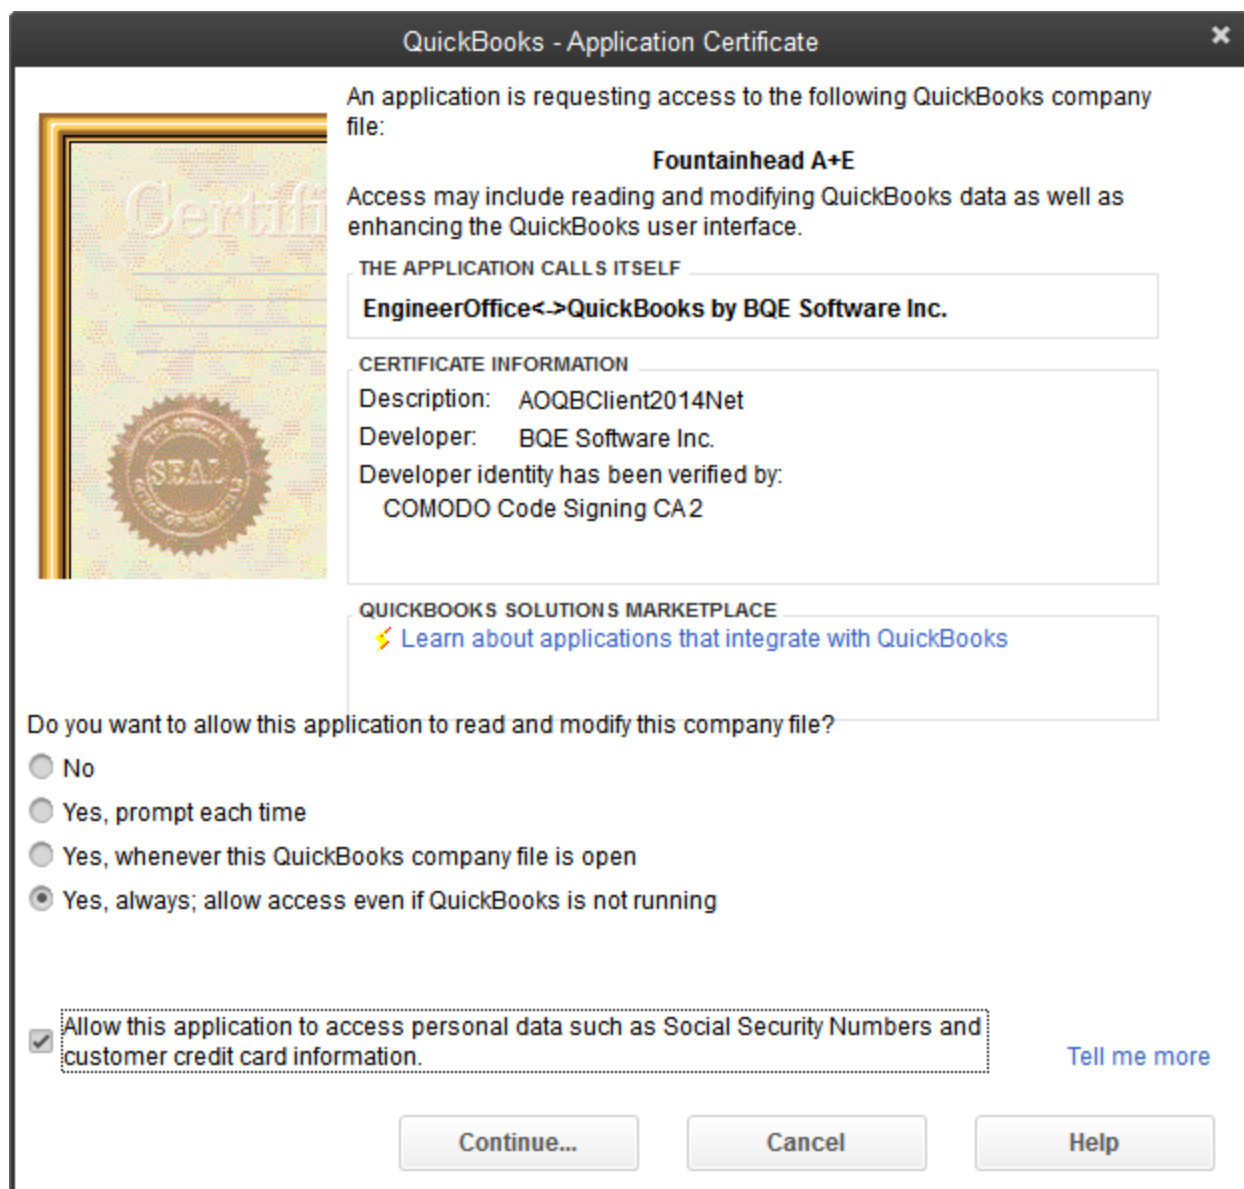 QuickBooks - Application Certificate
An application is requesting access to the following QuickBooks company
file:
Fountainhead A+E
Access may include reading and modifying QuickBooks data as well as
enhancing the QuickBooks user interface.
THE APPLICATION CALLS ITSELF
EngineerOffice<->QuickBooks by BQE Software Inc.
CERTIFICATE INFORMATION
Description: AOQBClient2014Net
Developer: BQE Software Inc.
Developer identity has been verified by:
COMODO Code Signing CA 2
QUICKBOOKS SOLUTIONS MARKETPLACE
Learn about applications that integrate with QuickBooks
Certifi
SEAL
Do you want to allow this application to read and modify this company file?
No
Yes, prompt each time
Yes, whenever this QuickBooks company file is open
Yes, always; allow access even if QuickBooks is not running
Allow this application to access personal data such as Social Security Numbers and
customer credit card information.
Tell me more
Continue...
Cancel
Help